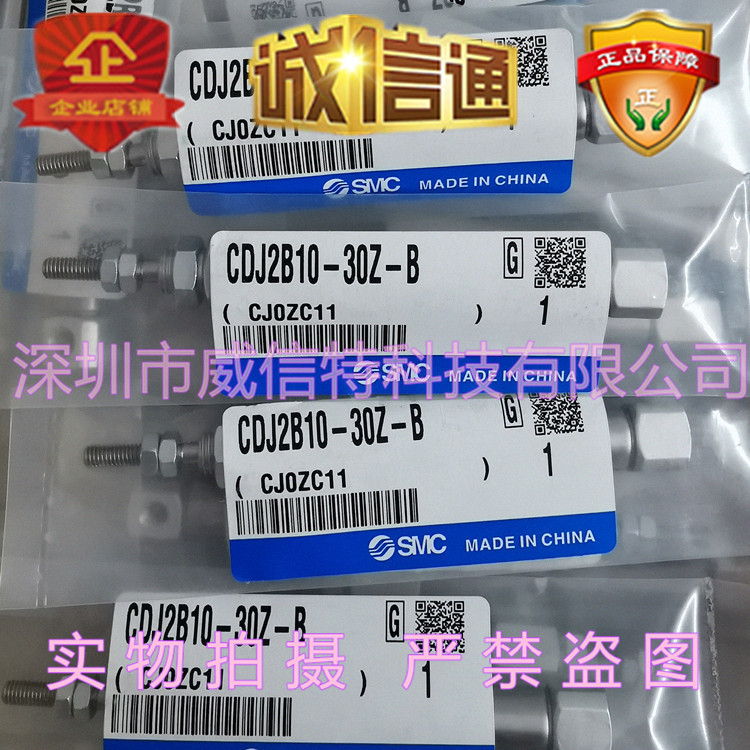 企
企业店铺
诚信通
正品保障
正
CDJ2B
( CJ0ZC11
1
SMC MADE IN CHINA
CDJ2B10-30Z-B G
( CJ0ZC11 ) 1
深圳市威信特科技有限公司
SMC MADE IN CHINA
CDJ2B10-30Z-B G
( CJ0ZC11 ) 1
SMC MADE IN CHINA
CDJ2B10-30Z-B G
实物拍摄 严禁盗图
( CJ0ZC11 ) 1